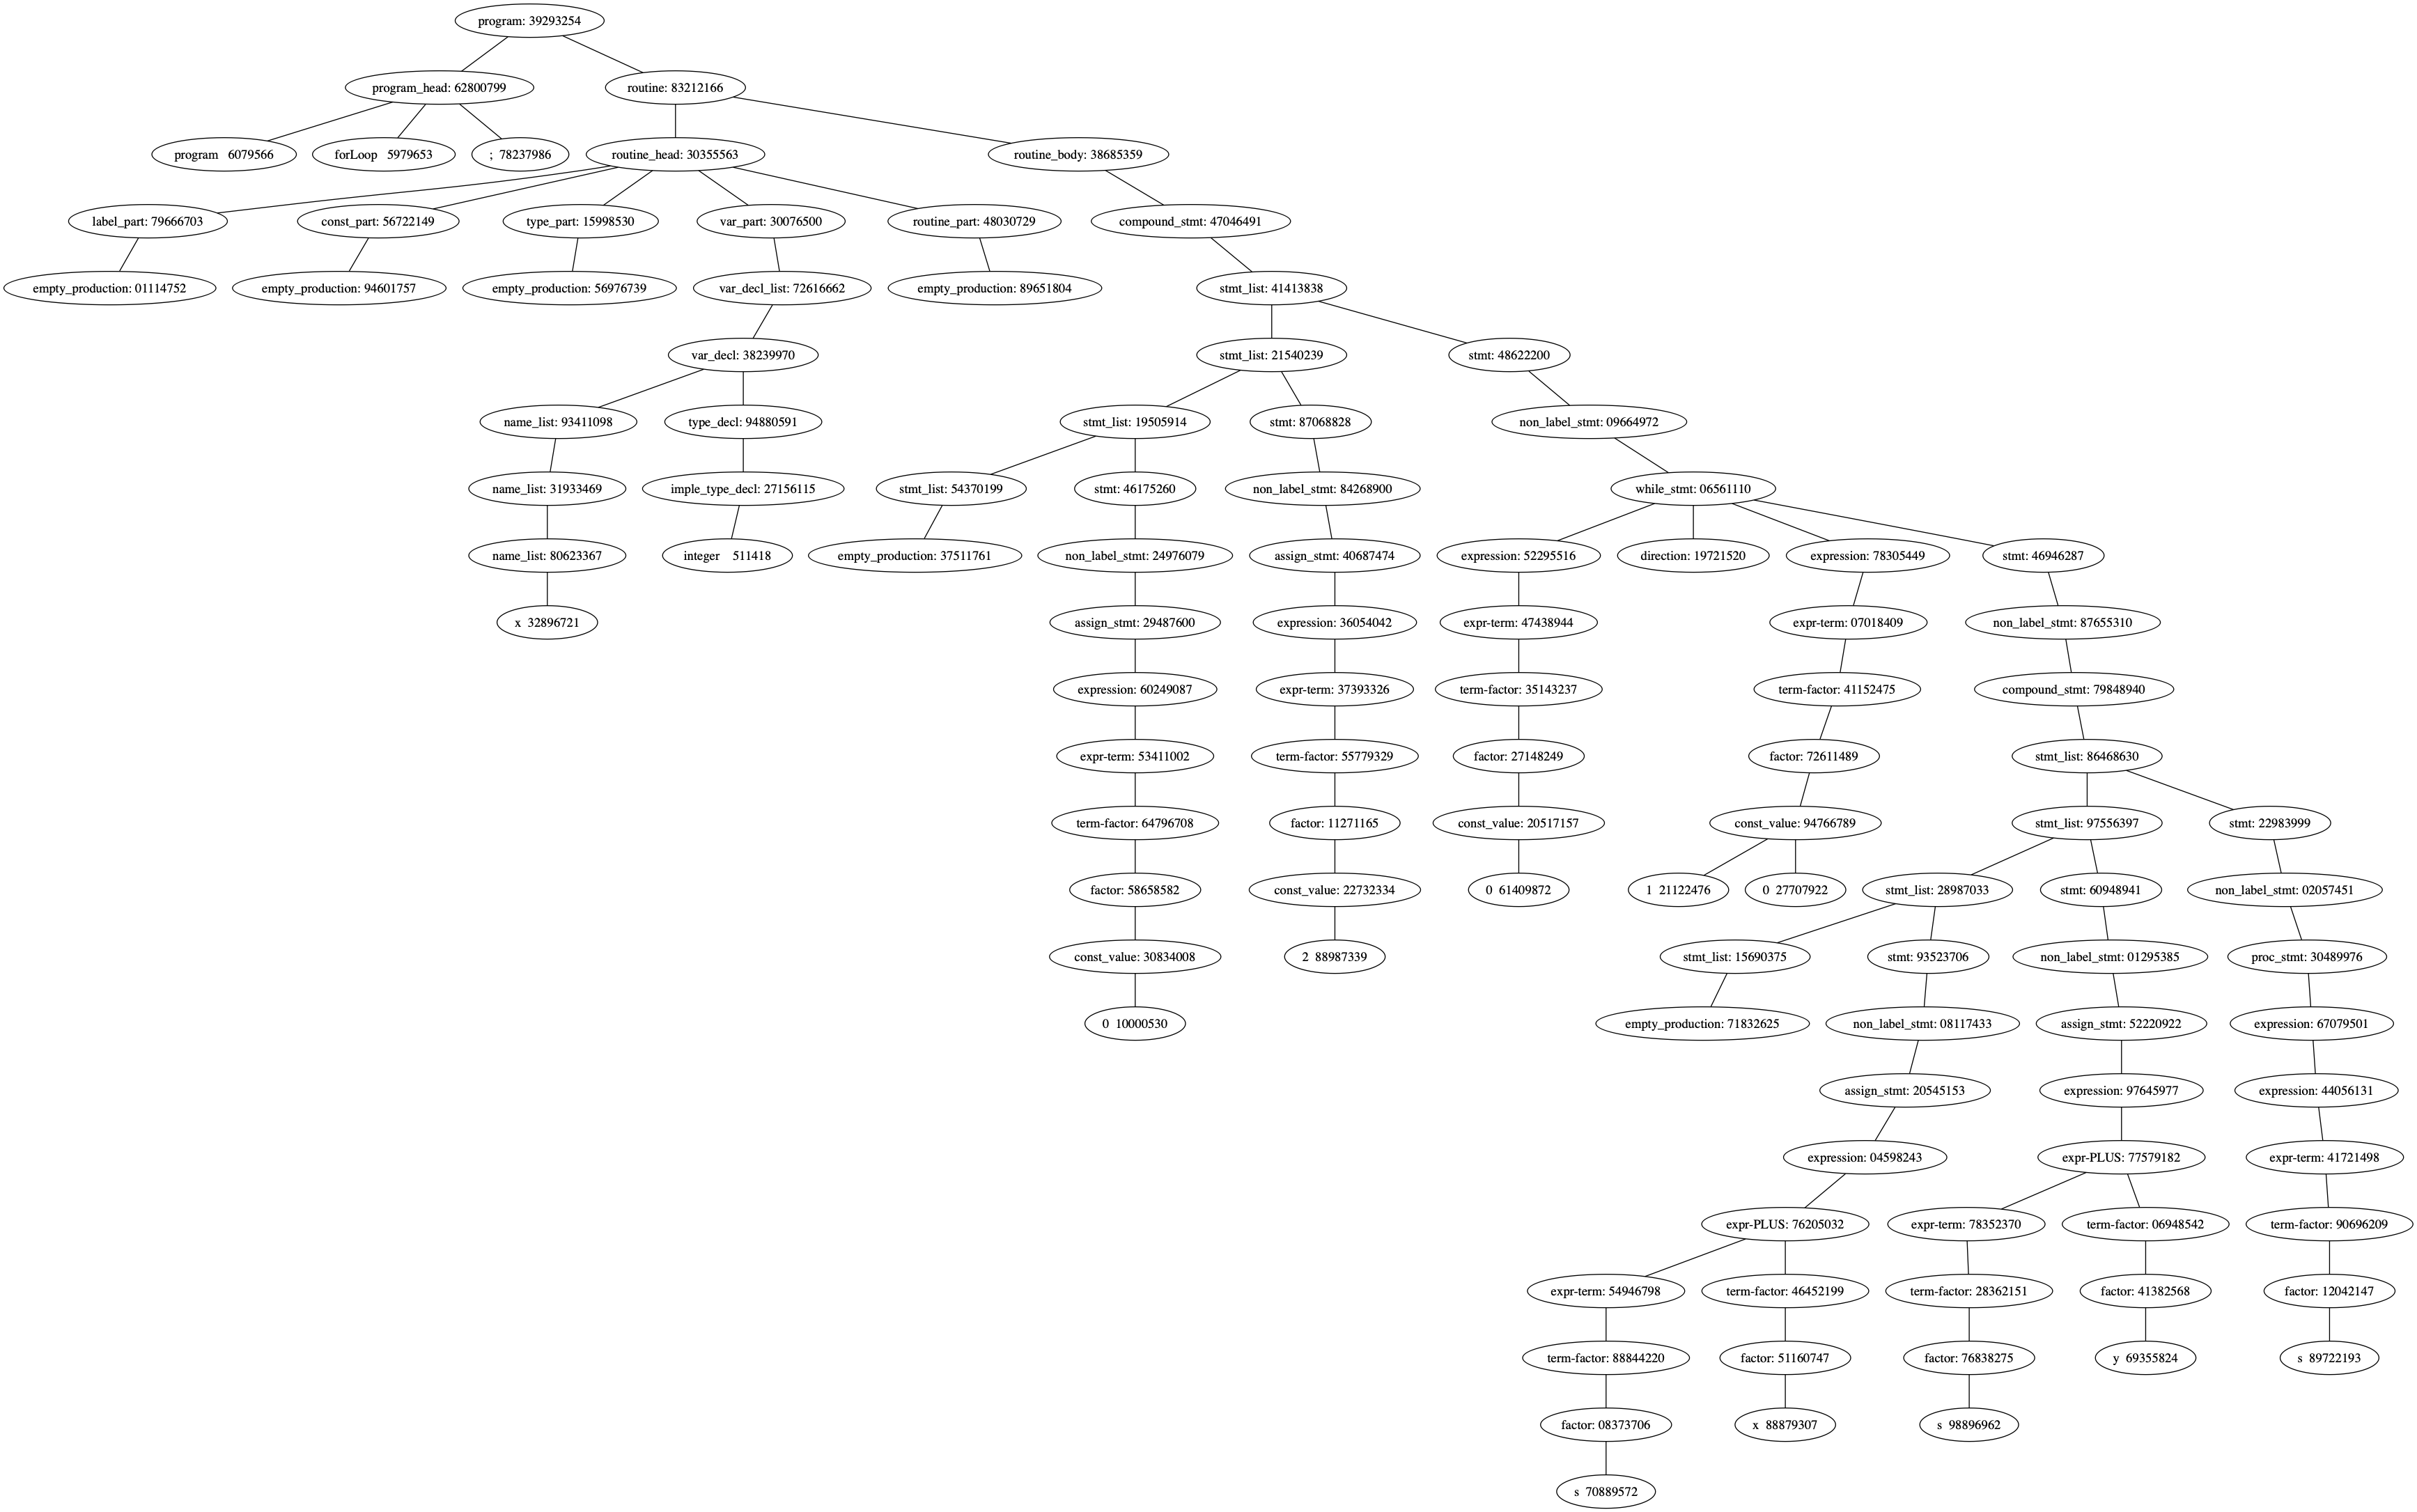 program: 39293254
program_head: 62800799
routine: 83212166
program 6079566
forLoop 5979653
; 78237986
routine_head: 30355563
routine_body: 38685359
label_part: 79666703
const_part: 56722149
type_part: 15998530
var_part: 30076500
routine_part: 48030729
compound_stmt: 47046491
empty_production: 01114752
empty_production: 94601757
empty_production: 56976739
var_decl_list: 72616662
empty_production: 89651804
stmt_list: 41413838
var_decl: 38239970
stmt_list: 21540239
stmt: 48622200
name_list: 93411098
type_decl: 94880591
stmt_list: 19505914
stmt: 87068828
non_label_stmt: 09664972
name_list: 31933469
imple_type_decl: 27156115
stmt_list: 54370199
stmt: 46175260
non_label_stmt: 84268900
while_stmt: 06561110
name_list: 80623367
integer 511418
empty_production: 37511761
non_label_stmt: 24976079
assign_stmt: 40687474
expression: 52295516
direction: 19721520
expression: 78305449
stmt: 46946287
x 32896721
assign_stmt: 29487600
expression: 36054042
expr-term: 47438944
expr-term: 07018409
non_label_stmt: 87655310
expression: 60249087
expr-term: 37393326
term-factor: 35143237
term-factor: 41152475
compound_stmt: 79848940
expr-term: 53411002
term-factor: 55779329
factor: 27148249
factor: 72611489
stmt_list: 86468630
term-factor: 64796708
factor: 11271165
const_value: 20517157
const_value: 94766789
stmt_list: 97556397
stmt: 22983999
factor: 58658582
const_value: 22732334
0 61409872
1 21122476
0 27707922
stmt_list: 28987033
stmt: 60948941
non_label_stmt: 02057451
const_value: 30834008
2 88987339
stmt_list: 15690375
stmt: 93523706
non_label_stmt: 01295385
proc_stmt: 30489976
0 10000530
empty_production: 71832625
non_label_stmt: 08117433
assign_stmt: 52220922
expression: 67079501
assign_stmt: 20545153
expression: 97645977
expression: 44056131
expression: 04598243
expr-PLUS: 77579182
expr-term: 41721498
expr-PLUS: 76205032
expr-term: 78352370
term-factor: 06948542
term-factor: 90696209
expr-term: 54946798
term-factor: 46452199
term-factor: 28362151
factor: 41382568
factor: 12042147
term-factor: 88844220
factor: 51160747
factor: 76838275
y 69355824
s 89722193
factor: 08373706
x 88879307
s 98896962
s 70889572